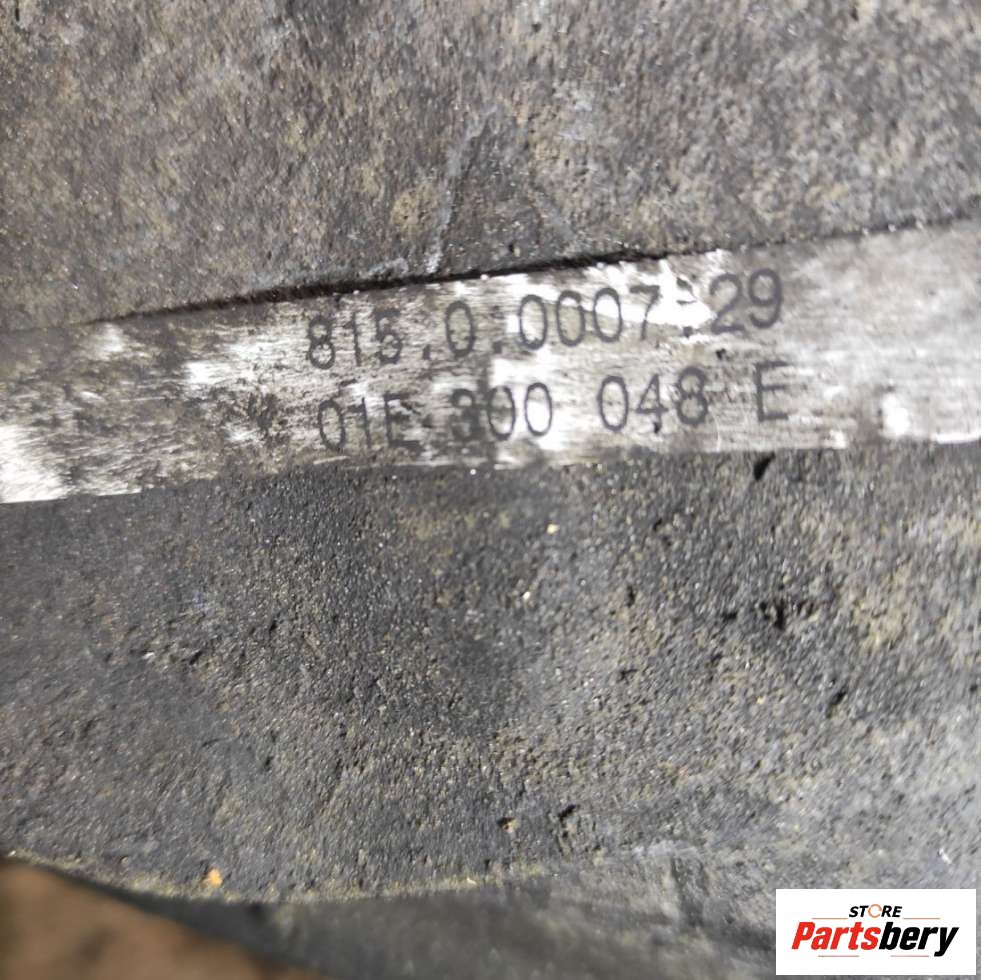 815.0.0007.29
01E 300 048 E
STORE
Partsbery